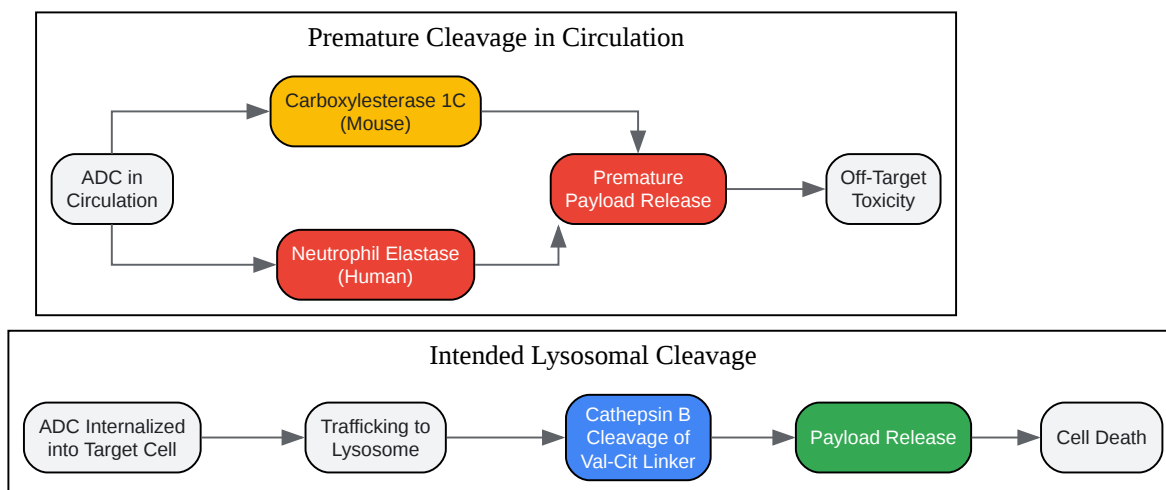 Premature Cleavage in Circulation
Carboxylesterase 1C
(Mouse)
ADC in
Circulation
Premature
Payload Release
Off-Target
Toxicity
Neutrophil Elastase
(Human)
Intended Lysosomal Cleavage
ADC Internalized
into Target Cell
Trafficking to
Lysosome
Cathepsin B
Cleavage of
Val-Cit Linker
Payload Release
Cell Death